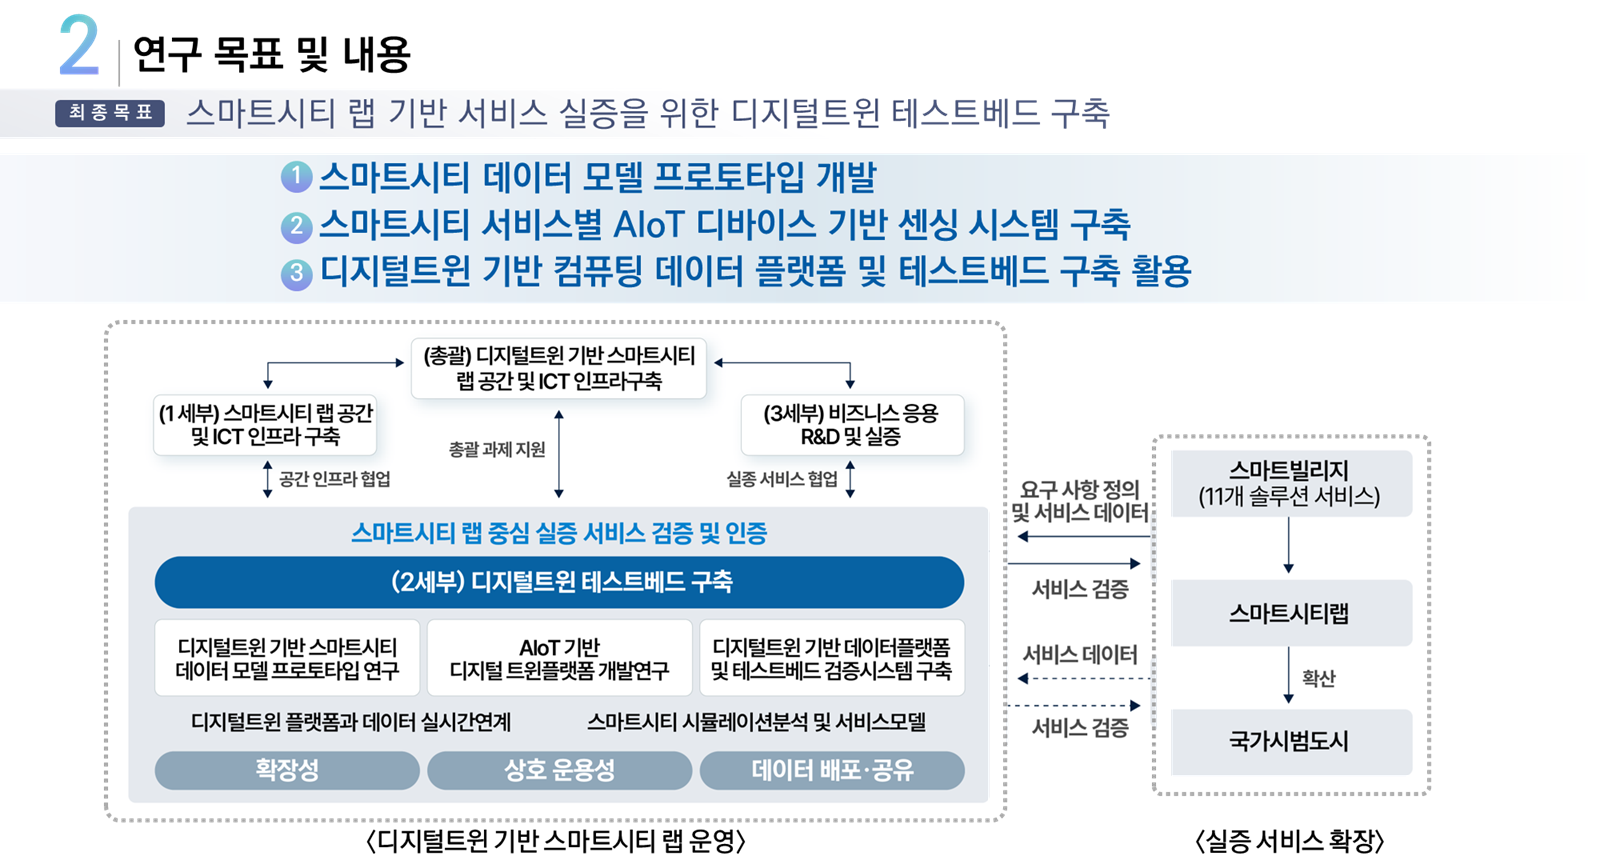 2 연구 목표 및 내용
최종목표 스마트시티 랩 기반 서비스 실증을 위한 디지털트윈 테스트베드 구축
1 스마트시티 데이터 모델 프로토타입 개발
2 스마트시티 서비스별 AIoT 디바이스 기반 센싱 시스템 구축
3 디지털트윈 기반 컴퓨팅 데이터 플랫폼 및 테스트베드 구축 활용
(총괄) 디지털트윈 기반 스마트시티
랩 공간 및 ICT 인프라구축
(1 세부) 스마트시티 랩 공간
및 ICT 인프라 구축
(3세부) 비즈니스 응용
R&D 및 실증
공간 인프라 협업
총괄 과제 지원
실종 서비스 협업
스마트시티 랩 중심 실증 서비스 검증 및 인증
(2세부) 디지털트윈 테스트베드 구축
디지털트윈 기반 스마트시티
데이터 모델 프로토타입 연구
AIoT 기반
디지털 트윈플랫폼 개발연구
디지털트윈 기반 데이터플랫폼
및 테스트베드 검증시스템 구축
디지털트윈 플랫폼과 데이터 실시간연계
스마트시티 시뮬레이션분석 및 서비스모델
확장성
상호 운용성
데이터 배포·공유
〈디지털트윈 기반 스마트시티 랩 운영〉
요구 사항 정의
및 서비스 데이터
서비스 검증
서비스 데이터
서비스 검증
스마트빌리지
(11개 솔루션 서비스)
스마트시티랩
확산
국가시범도시
〈실증 서비스 확장〉